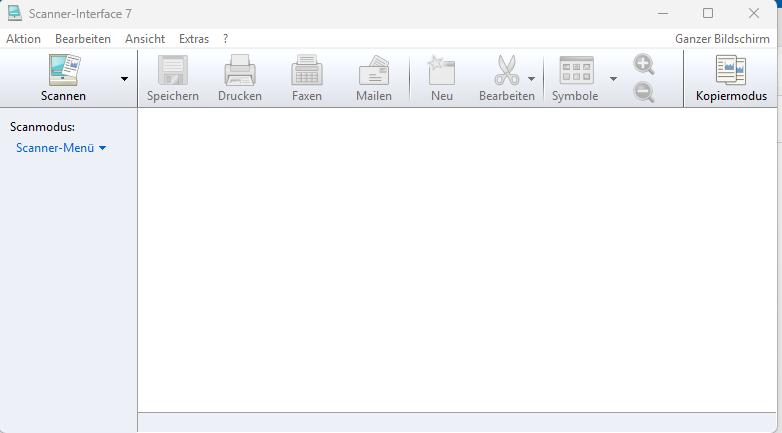 Scanner-Interface 7
Aktion Bearbeiten Ansicht Extras ? Ganzer Bildschirm
Scannen Speichern Drucken Faxen Mailen Neu Bearbeiten Symbole Kopiermodus
Scanmodus:
Scanner-Menü